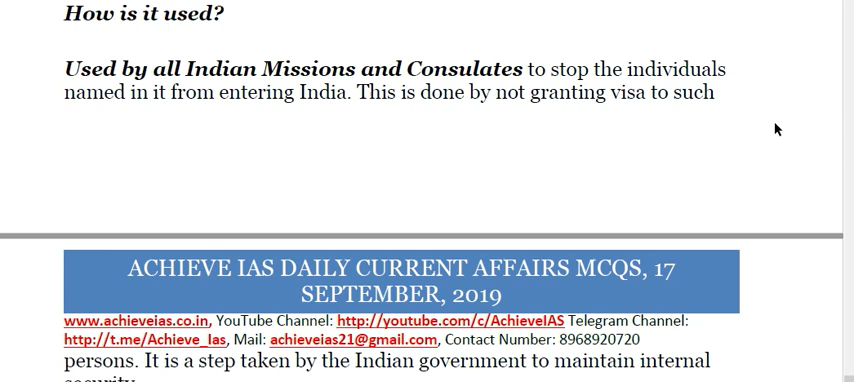 How is it used?
Used by all Indian Missions and Consulates to stop the individuals
named in it from entering India. This is done by not granting visa to such
ACHIEVE IAS DAILY CURRENT AFFAIRS MCQS, 17
SEPTEMBER, 2019
www.achieveias.co.in, YouTube Channel: http://youtube.com/c/AchieveIAS Telegram Channel:
http://t.me/Achieve_Ias, Mail: achieveias21@gmail.com, Contact Number: 8968920720
persons. It is a step taken by the Indian government to maintain internal
security